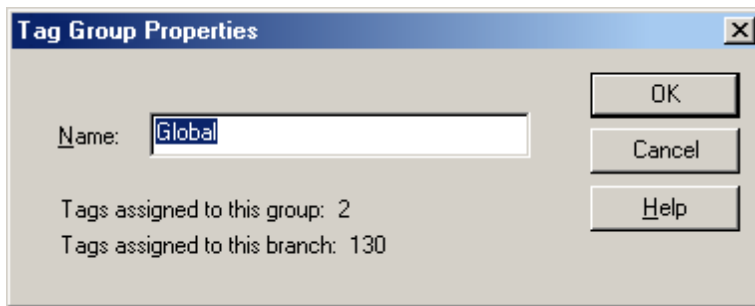 Tag Group Properties
OK
Name: Global
Cancel
Help
Tags assigned to this group: 2
Tags assigned to this branch: 130